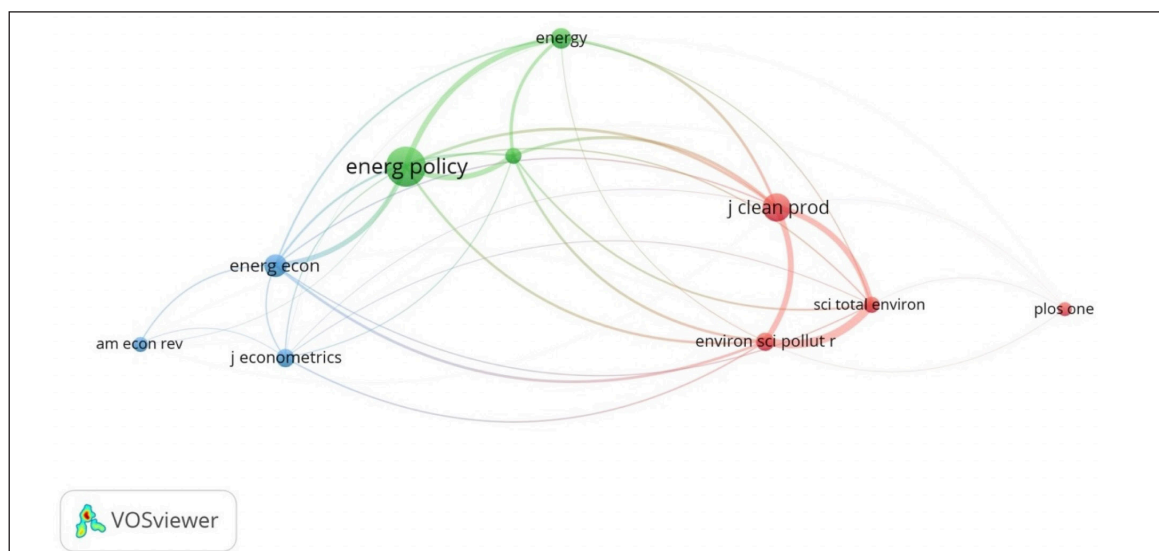 energy
energ policy
j clean prod
energ econ
sci total environ
plos one
am econ rev
environ sci pollut r
j econometrics
VOSviewer